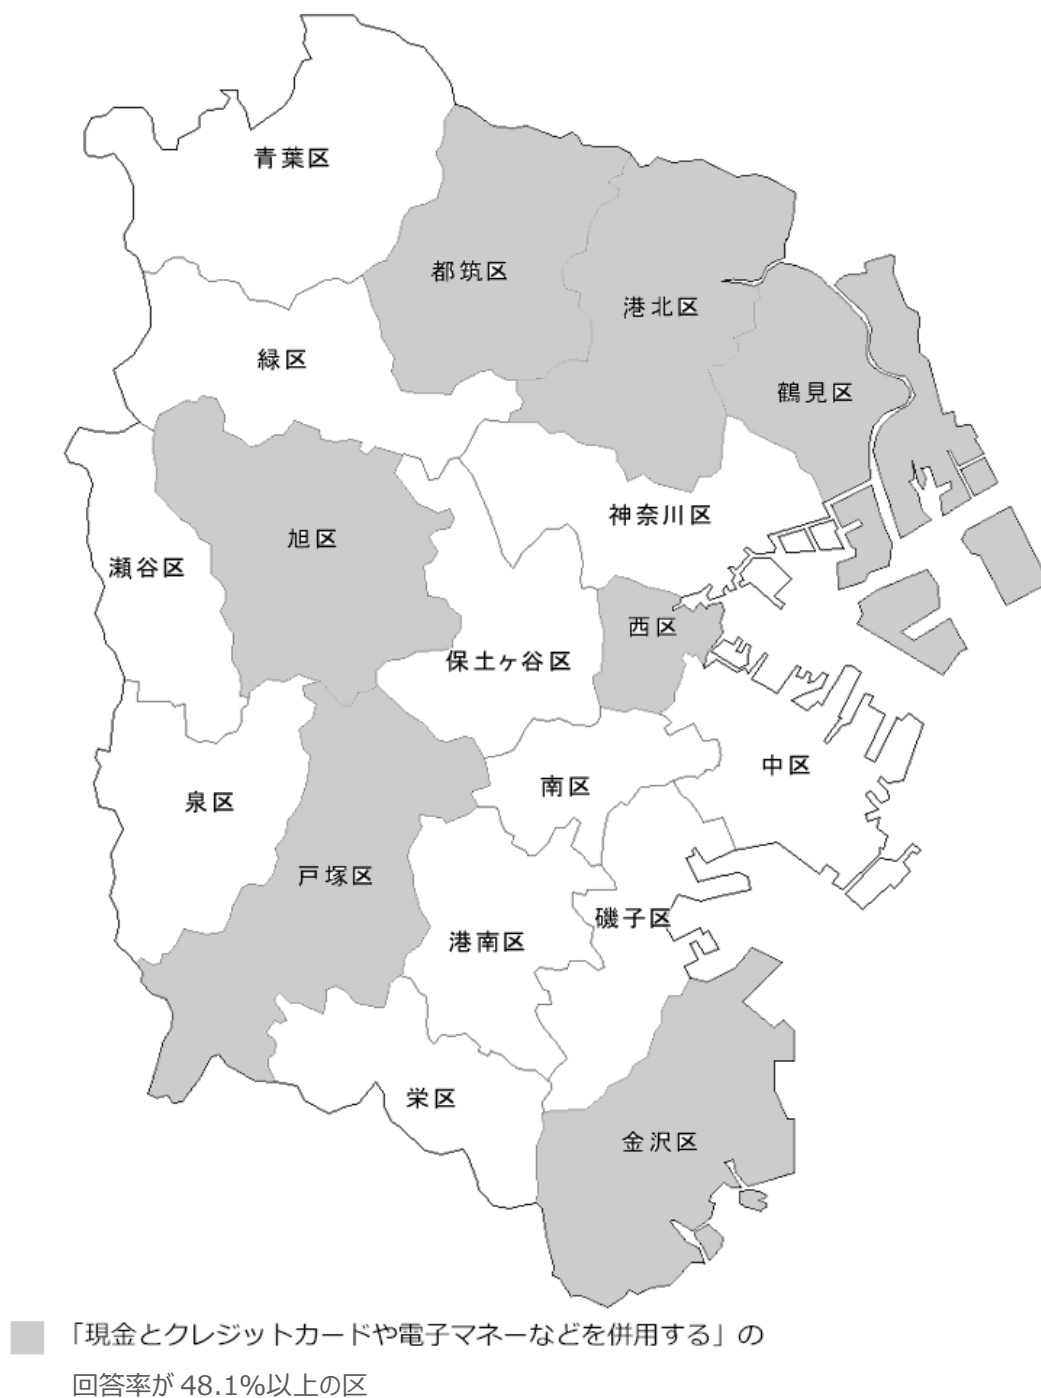 青葉区
都筑区
港北区
緑区
鶴見区
神奈川区
旭区
瀬谷区
西区
保土ヶ谷区
中区
南区
泉区
戸塚区
磯子区
港南区
栄区
金沢区
「現金とクレジットカードや電子マネーなどを併用する」の
回答率が 48.1%以上の区